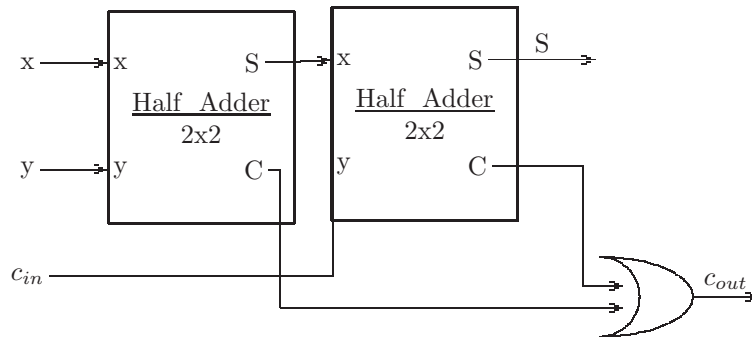 S
x x S x S
Half Adder Half Adder
2x2 2x2
y y C y C
c_in
c_out